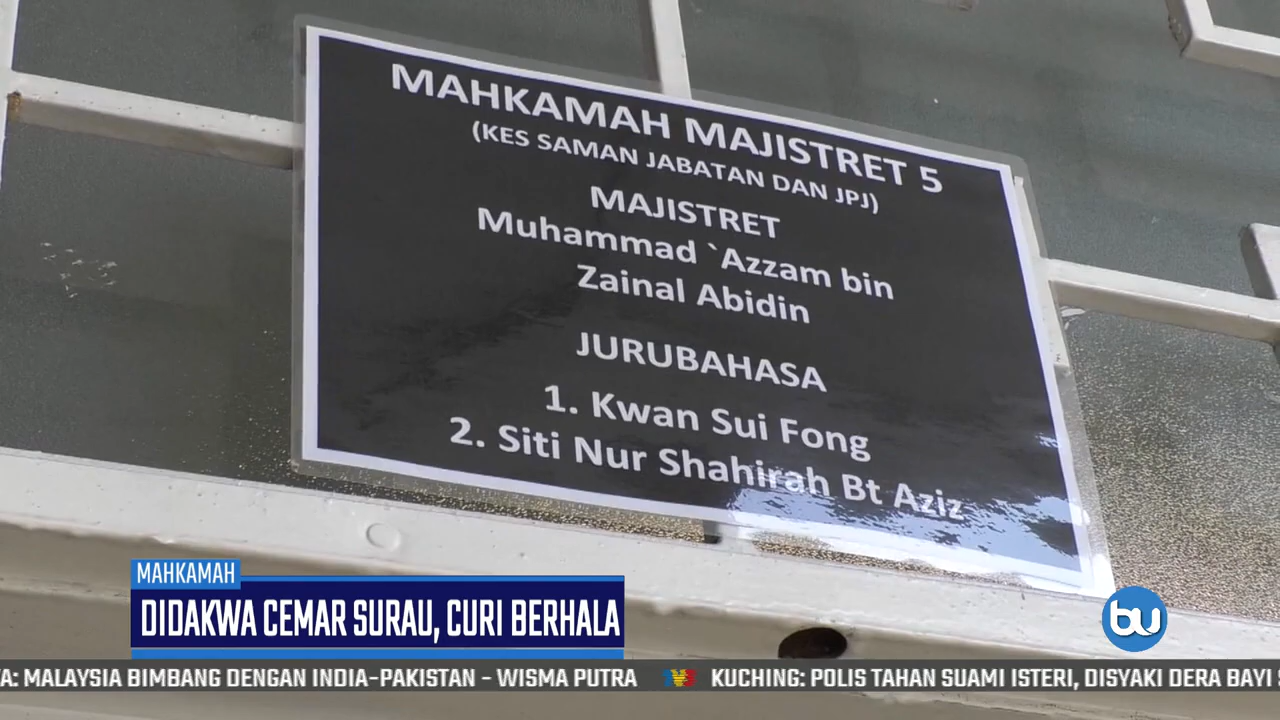 MAHKAMAH MAJISTRET 5
(KES SAMAN JABATAN DAN JPJ)
MAJISTRET
Muhammad `Azzam bin
Zainal Abidin
JURUBAHASA
1. Kwan Sui Fong
2. Siti Nur Shahirah Bt Aziz
MAHKAMAH
DIDAKWA CEMAR SURAU, CURI BERHALA
bu
A: MALAYSIA BIMBANG DENGAN INDIA-PAKISTAN - WISMA PUTRA
KUCHING: POLIS TAHAN SUAMI ISTERI, DISYAKI DERA BAYI